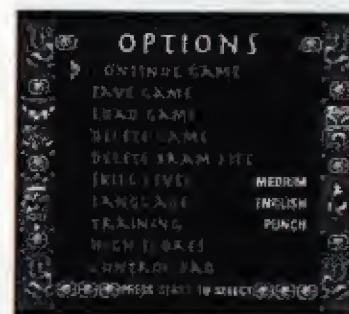 OPTIONS
CONTINUE GAME
SAVE GAME
LOAD GAME
DELETE GAME
DELETE SRAM FILE
SKILL LEVEL MEDIUM
LANGUAGE ENGLISH
TRAINING PUNCH
HIGH SCORES
CONTROL PAD
PRESS START TO SELECT